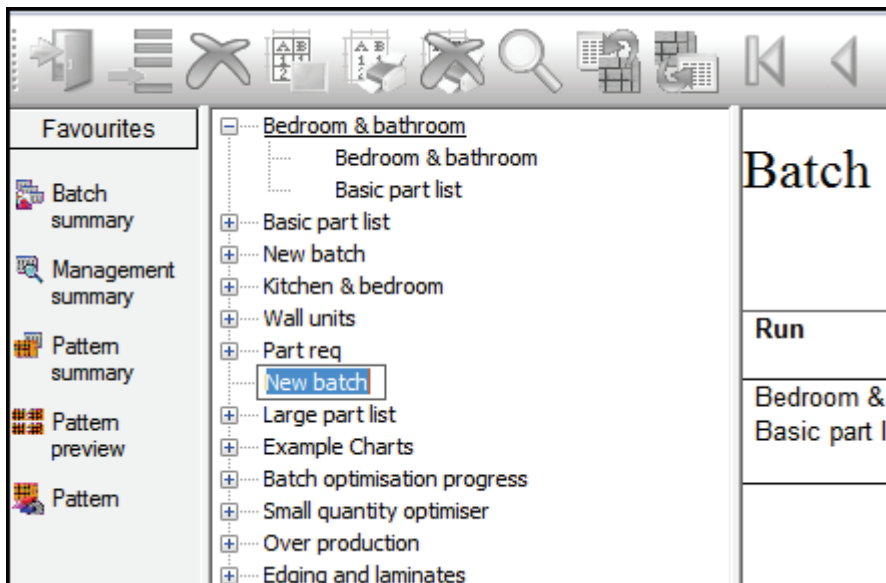 Favourites
Batch
summary
Management
summary
Pattern
summary
Pattern
preview
Pattern
Bedroom & bathroom
Bedroom & bathroom
Basic part list
Basic part list
New batch
Kitchen & bedroom
Wall units
Part req
New batch
Large part list
Example Charts
Batch optimisation progress
Small quantity optimiser
Over production
Edging and laminates
Batch
Run
Bedroom &
Basic part l